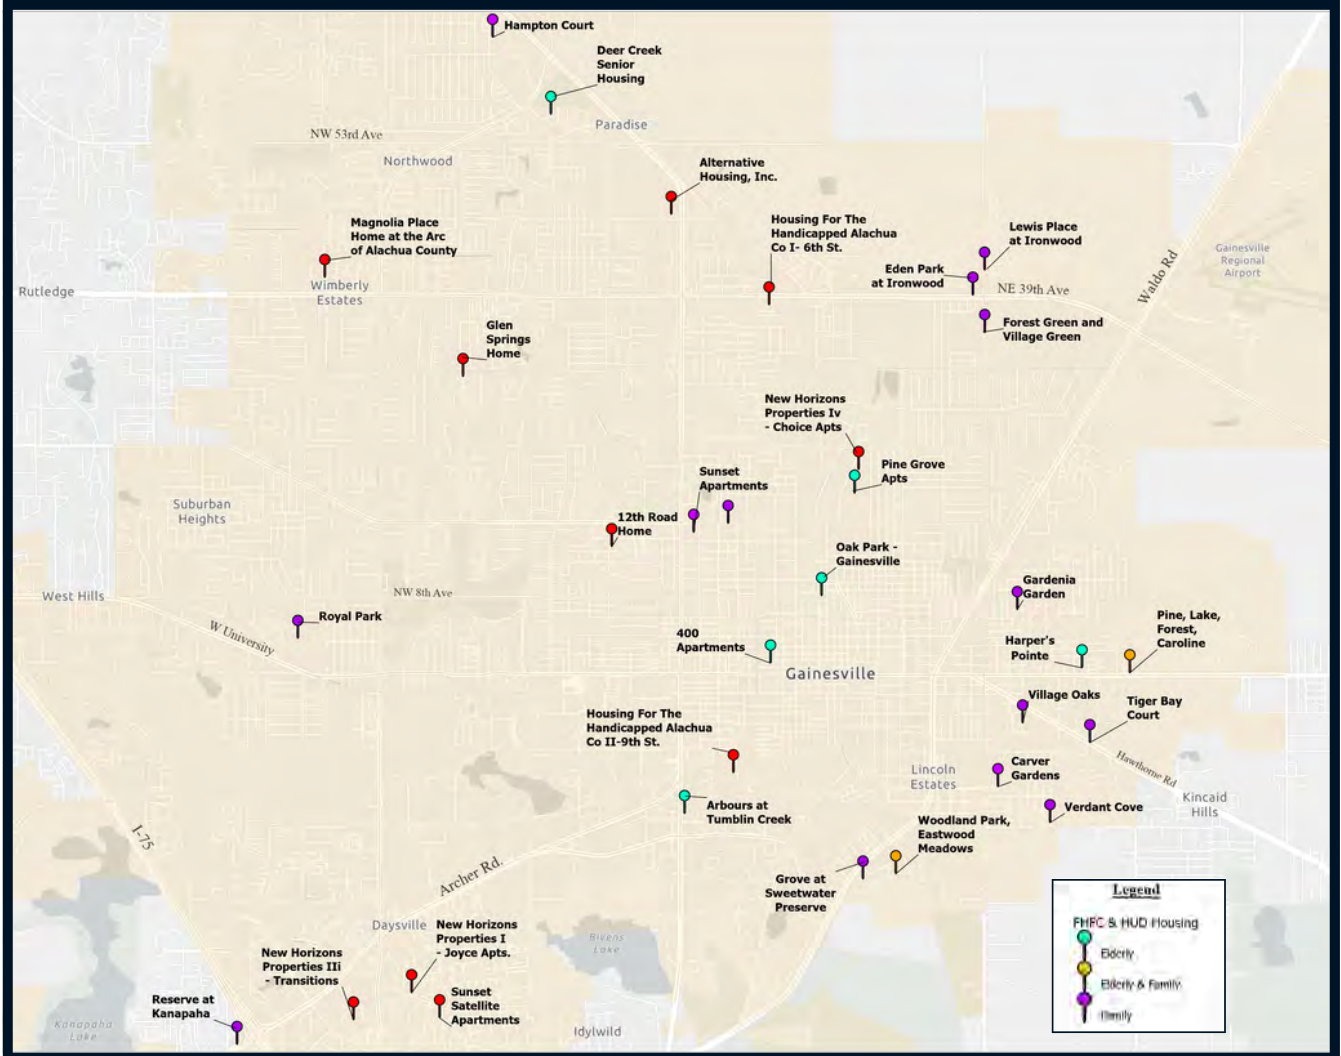 Hampton Court
Deer Creek
Senior
Housing
Paradise
NW 53rd Ave
Northwood
Alternative
Housing, Inc.
Magnolia Place
Home at the Arc
of Alachua County
Housing For The
Handicapped Alachua
Co I- 6th St.
Lewis Place
at Ironwood
Eden Park
at Ironwood
Waldo Rd
Gainesville
Regional
Airport
Rutledge
Wimberly
Estates
NE 39th Ave
Glen
Springs
Home
Forest Green and
Village Green
New Horizons
Properties Iv
- Choice Apts
Pine Grove
Apts
Sunset
Apartments
Suburban
Heights
12th Road
Home
Oak Park -
Gainesville
West Hills
NW 8th Ave
Gardenia
Garden
Royal Park
W University
400
Apartments
Harper's
Pointe
Pine, Lake,
Forest,
Caroline
Gainesville
Village Oaks
Tiger Bay
Court
Housing For The
Handicapped Alachua
Co II-9th St.
Lincoln
Estates
Carver
Gardens
Hawthorne Rd
Kincaid
Hills
Arbours at
Tumblin Creek
Verdant Cove
Woodland Park,
Eastwood
Meadows
I-75
Archer Rd.
Grove at
Sweetwater
Preserve
Daysville
New Horizons
Properties I
- Joyce Apts.
Bivens
Lake
New Horizons
Properties IIi
- Transitions
Reserve at
Kanapaha
Sunset
Satellite
Apartments
Kanapaha
Lake
Idylwild
Legend
FHFC & HUD Housing
Elderly
Elderly & Family
Family